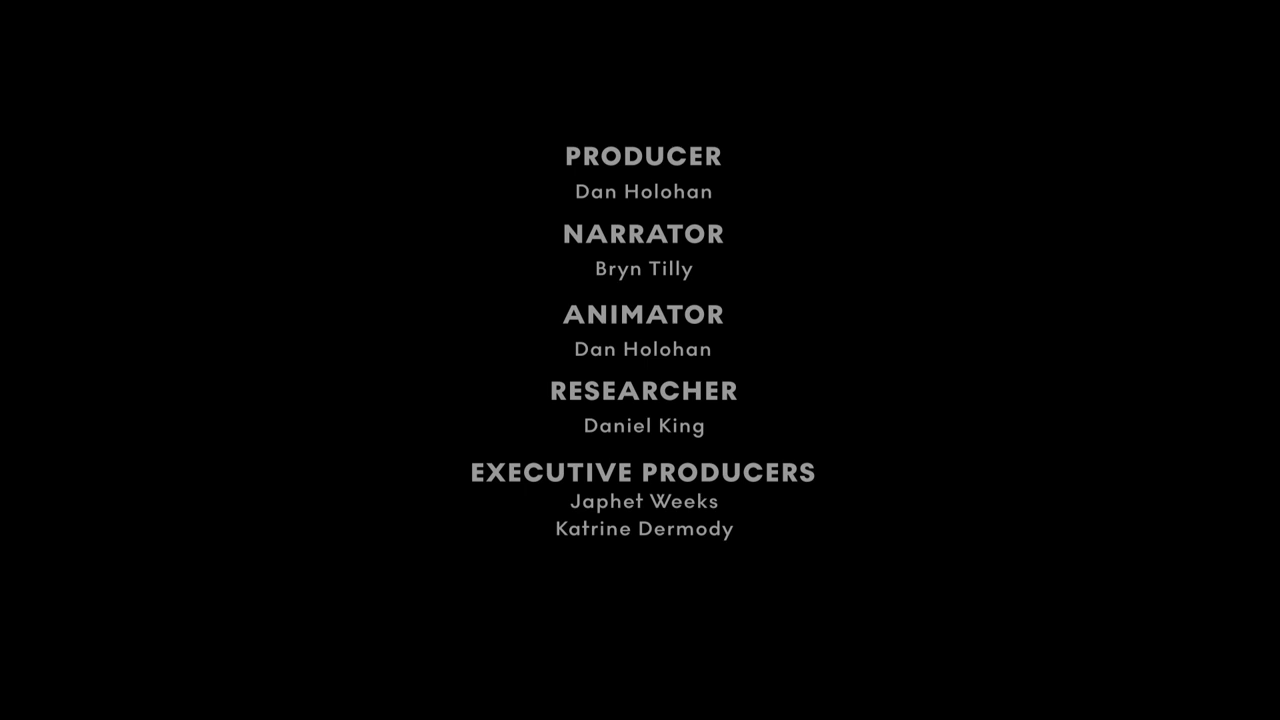 PRODUCER
Dan Holohan
NARRATOR
Bryn Tilly
ANIMATOR
Dan Holohan
RESEARCHER
Daniel King
EXECUTIVE PRODUCERS
Japhet Weeks
Katrine Dermody